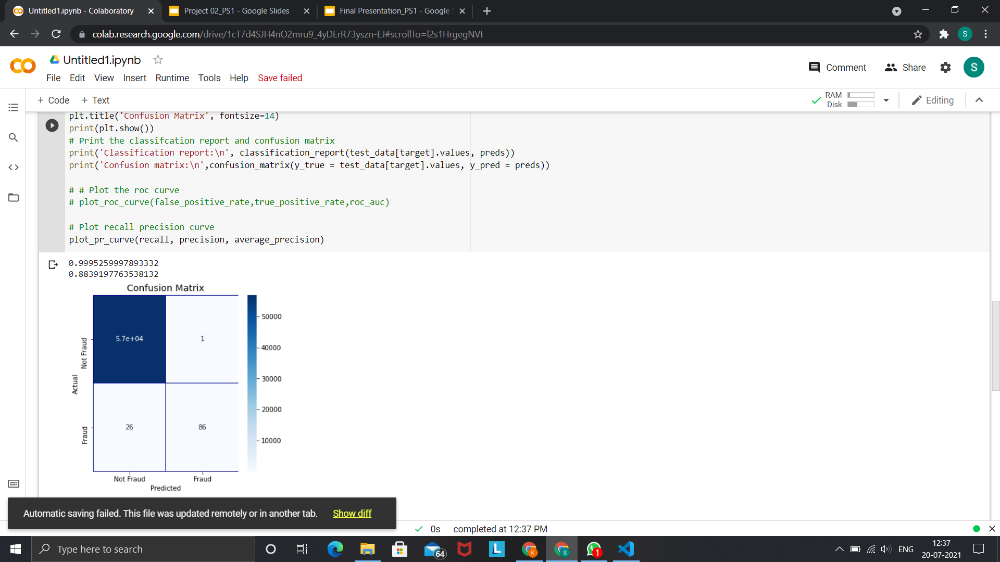 Untitled1.ipynb - Colaboratory
Project 02_PS1 - Google Slides
Final Presentation_PS1 - Google S
colab.research.google.com/drive/1cT7d4SJH4nO2mru9_4yDErR73yszn-EJ#scrollTo=l2s1HrgegNVt
S
Untitled1.ipynb
Comment
Share
S
File Edit View Insert Runtime Tools Help Save failed
+ Code + Text
RAM
Disk
Editing
plt.title('Confusion Matrix', fontsize=14)
print(plt.show())
# Print the classifcation report and confusion matrix
print('Classification report:\n', classification_report(test_data[target].values, preds))
print('Confusion matrix:\n',confusion_matrix(y_true = test_data[target].values, y_pred = preds))
# # Plot the roc curve
# plot_roc_curve(false_positive_rate,true_positive_rate,roc_auc)
# Plot recall precision curve
plot_pr_curve(recall, precision, average_precision)
0.9995259997893332
0.8839197763538132
Confusion Matrix
50000
40000
30000
20000
10000
5.7e+04
1
26
86
Not Fraud
Fraud
Actual
Not Fraud
Fraud
Predicted
Automatic saving failed. This file was updated remotely or in another tab. Show diff
0s completed at 12:37 PM
Type here to search
64
L
K
S
1
ENG
12:37
20-07-2021